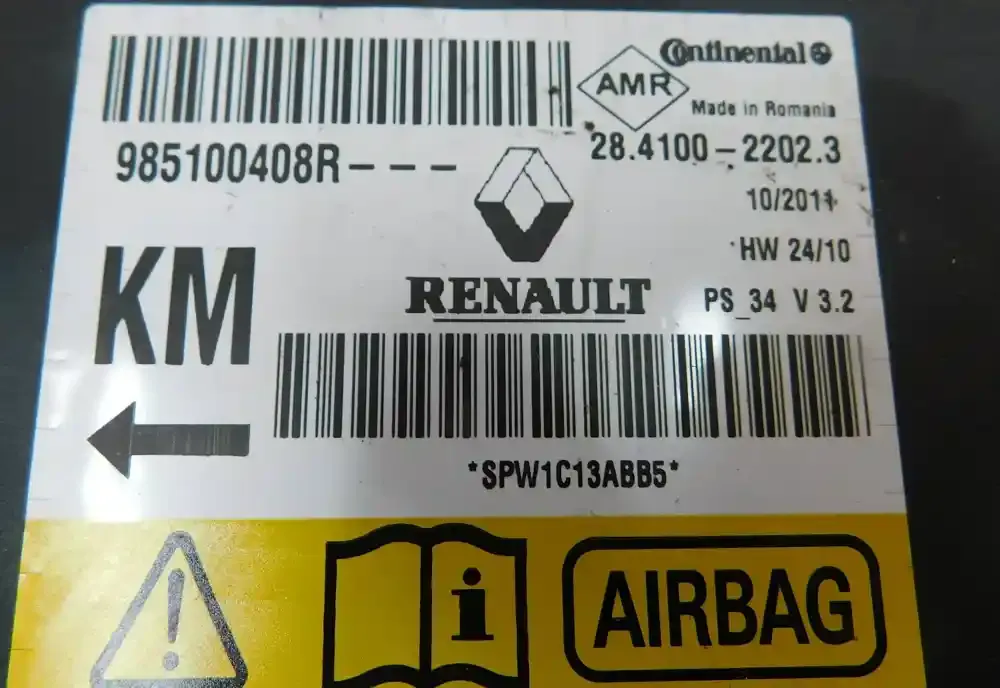 Continental
AMR
Made in Romania
985100408R---
28.4100-2202.3
10/2011
HW 24/10
KM
RENAULT
PS_34 V 3.2
*SPW1C13ABB5*
!
i
AIRBAG